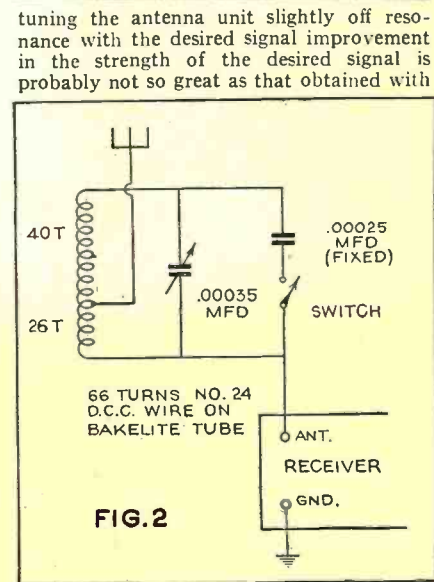 tuning the antenna unit slightly off reso-
nance with the desired signal improvement
in the strength of the desired signal is
probably not so great as that obtained with
40T
26T
.00035
MFD
.00025
MFD
(FIXED)
SWITCH
66 TURNS NO. 24
D.C.C. WIRE ON
BAKELITE TUBE
ANT.
RECEIVER
GND.
FIG.2